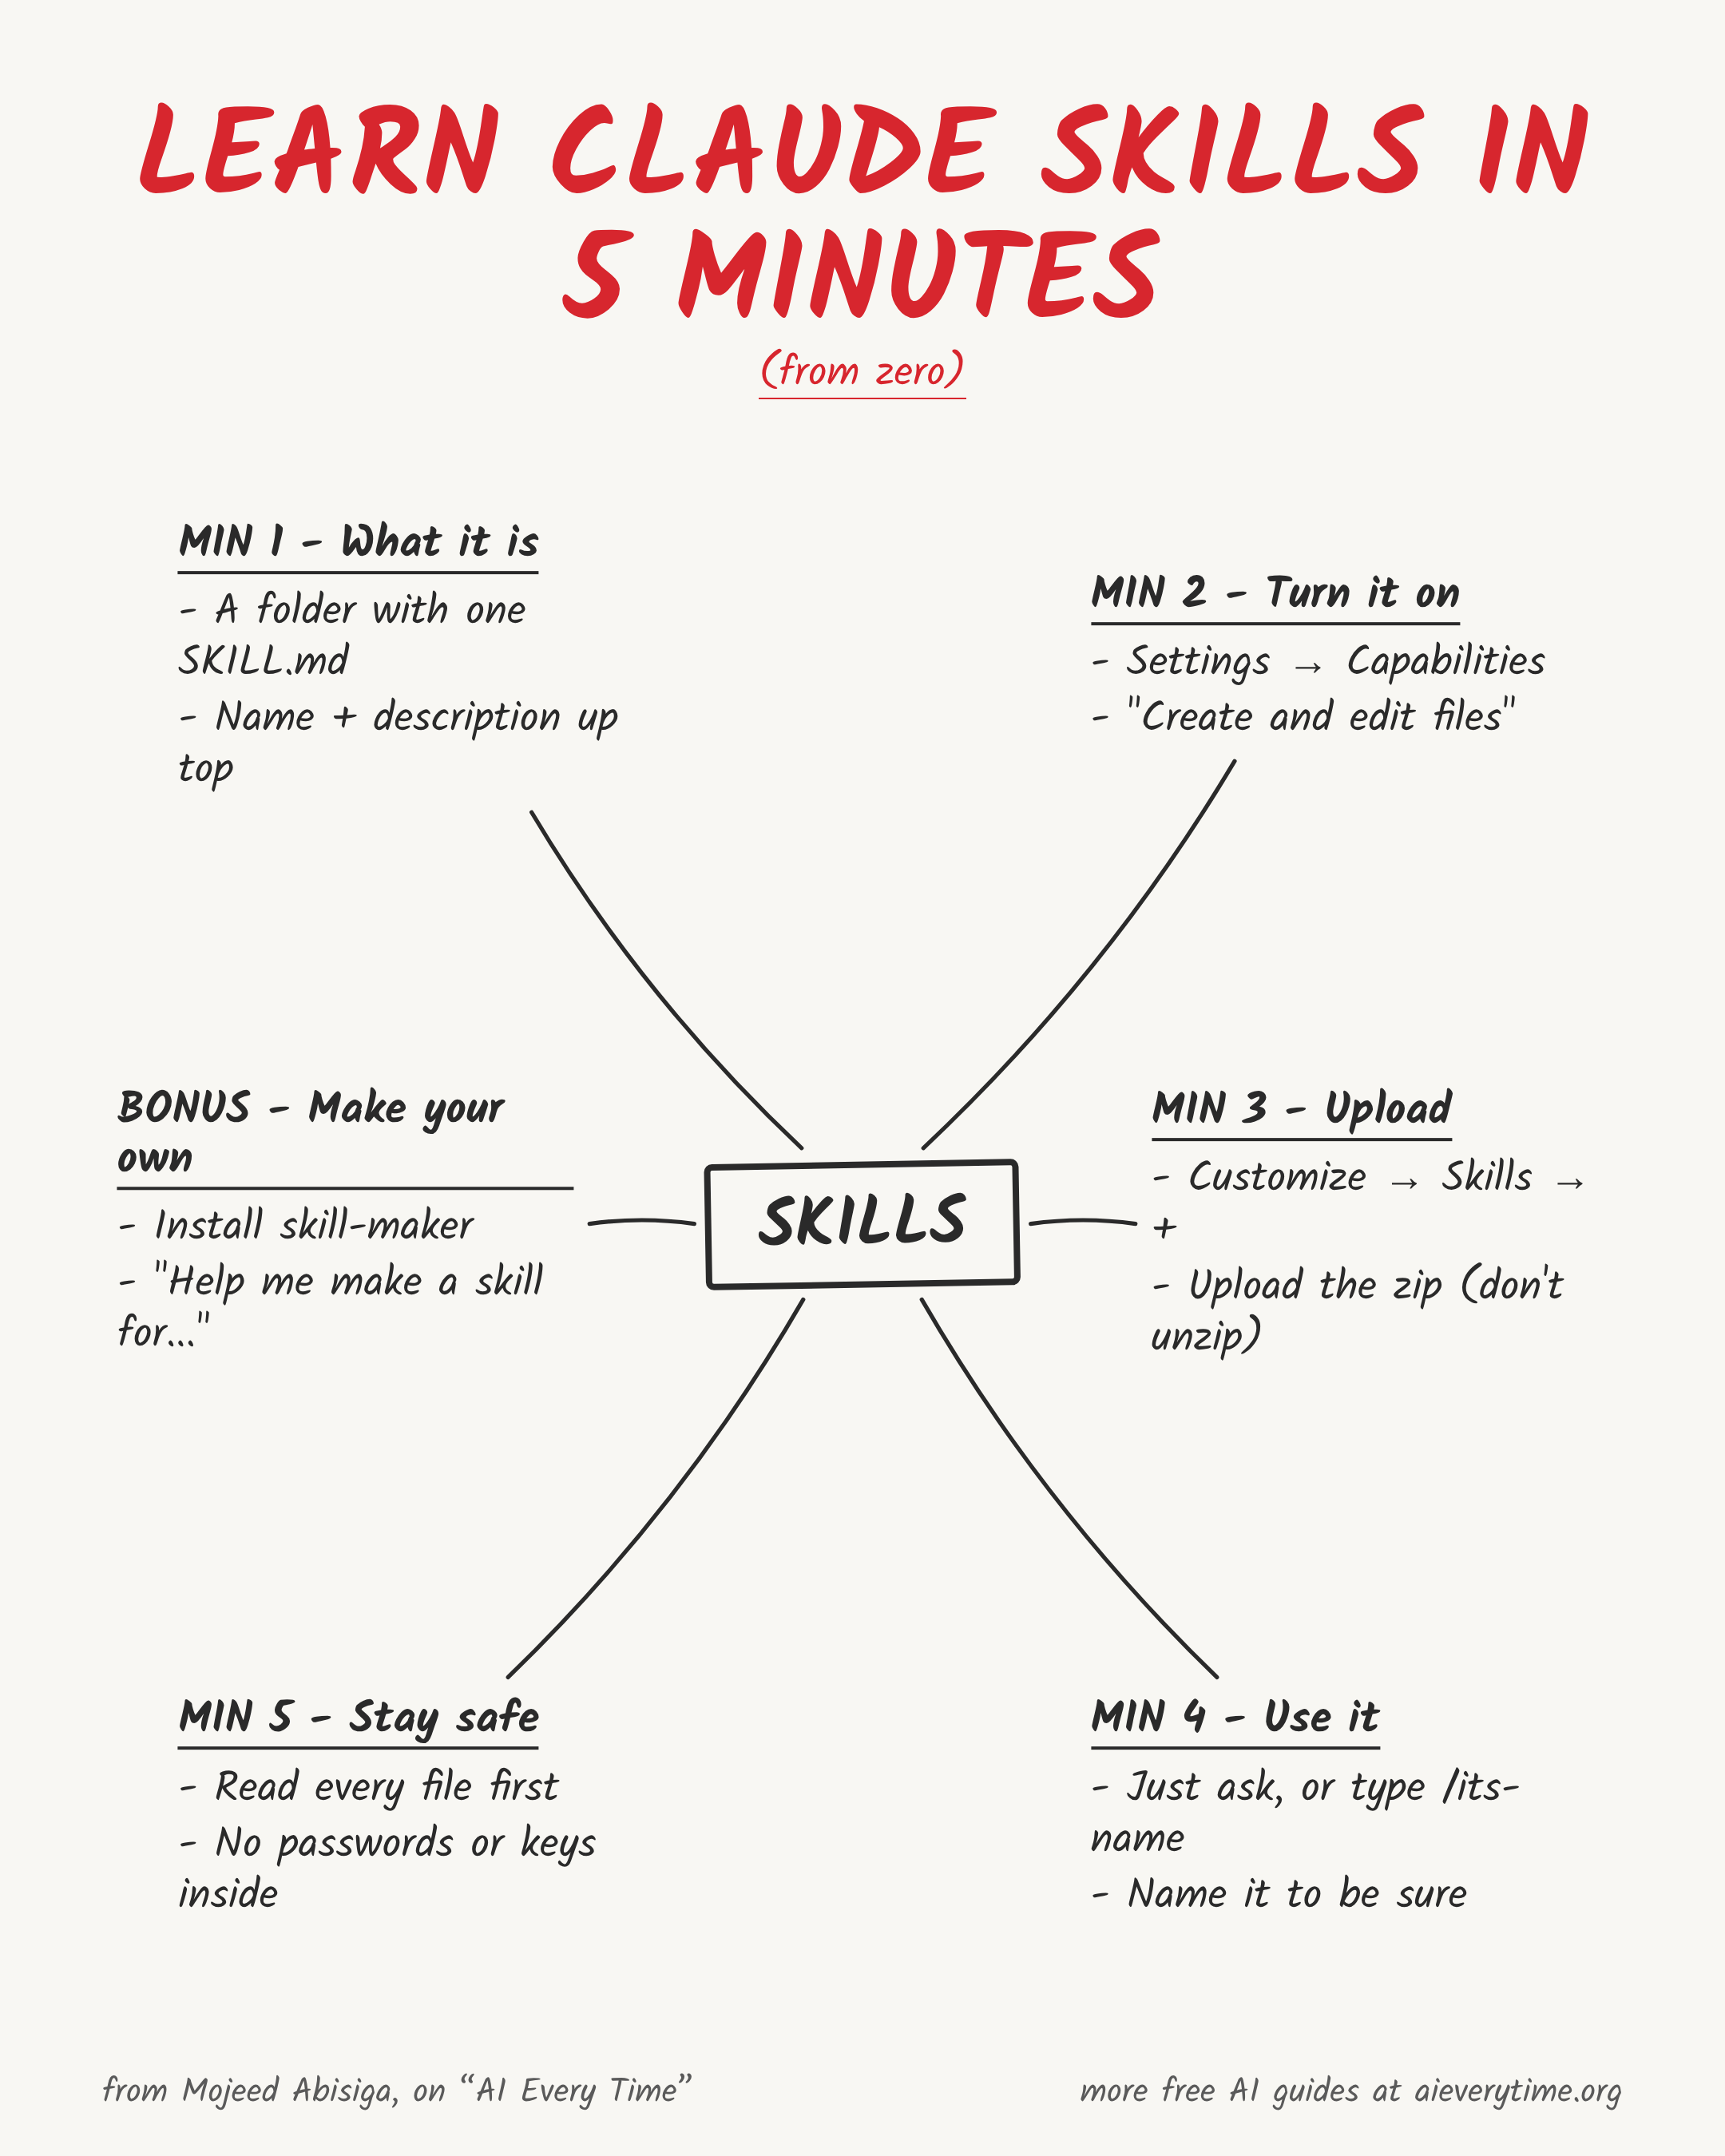 LEARN CLAUDE SKILLS IN
5 MINUTES
(from zero)
MIN 1 - What it is
- A folder with one
SKILL.md
- Name + description up
top
MIN 2 - Turn it on
- Settings → Capabilities
- "Create and edit files"
BONUS - Make your
own
- Install skill-maker
- "Help me make a skill
for..."
SKILLS
MIN 3 - Upload
- Customize → Skills →
+
- Upload the zip (don't
unzip)
MIN 5 - Stay safe
- Read every file first
- No passwords or keys
inside
MIN 4 - Use it
- Just ask, or type /its-
name
- Name it to be sure
from Mojeed Abisiga, on “AI Every Time”
more free AI guides at aieverytime.org